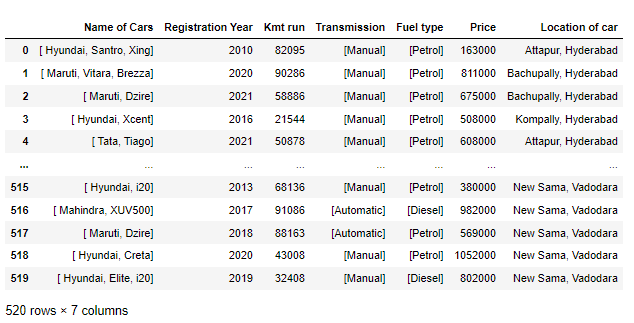 Name of Cars Registration Year Kmt run Transmission Fuel type Price Location of car
0 [ Hyundai, Santro, Xing] 2010 82095 [Manual] [Petrol] 163000 Attapur, Hyderabad
1 [ Maruti, Vitara, Brezza] 2020 90286 [Manual] [Petrol] 811000 Bachupally, Hyderabad
2 [ Maruti, Dzire] 2021 58886 [Manual] [Petrol] 675000 Bachupally, Hyderabad
3 [ Hyundai, Xcent] 2016 21544 [Manual] [Petrol] 508000 Kompally, Hyderabad
4 [ Tata, Tiago] 2021 50878 [Manual] [Petrol] 608000 Attapur, Hyderabad
... ... ... ... ... ... ... ...
515 [ Hyundai, i20] 2013 68136 [Manual] [Petrol] 380000 New Sama, Vadodara
516 [ Mahindra, XUV500] 2017 91086 [Automatic] [Diesel] 982000 New Sama, Vadodara
517 [ Maruti, Dzire] 2018 88163 [Automatic] [Petrol] 569000 New Sama, Vadodara
518 [ Hyundai, Creta] 2020 43008 [Manual] [Petrol] 1052000 New Sama, Vadodara
519 [ Hyundai, Elite, i20] 2019 32408 [Manual] [Diesel] 802000 New Sama, Vadodara
520 rows × 7 columns